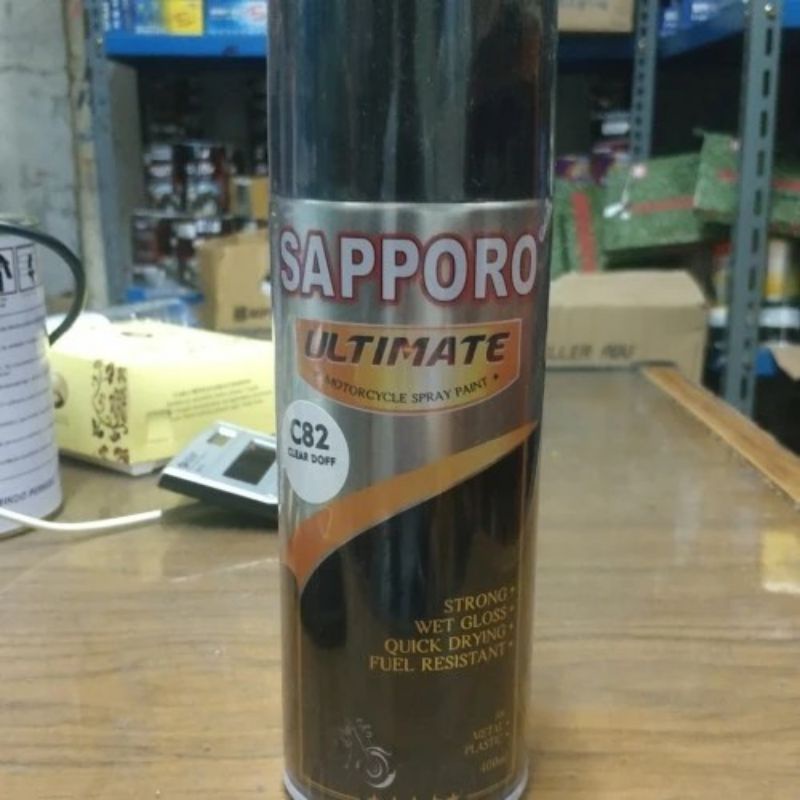 SAPPORO
ULTIMATE
MOTORCYCLE SPRAY PAINT
C82
CLEAR DOFF
STRONG
WET GLOSS
QUICK DRYING
FUEL RESISTANT
METAL
PLASTIC
400ml